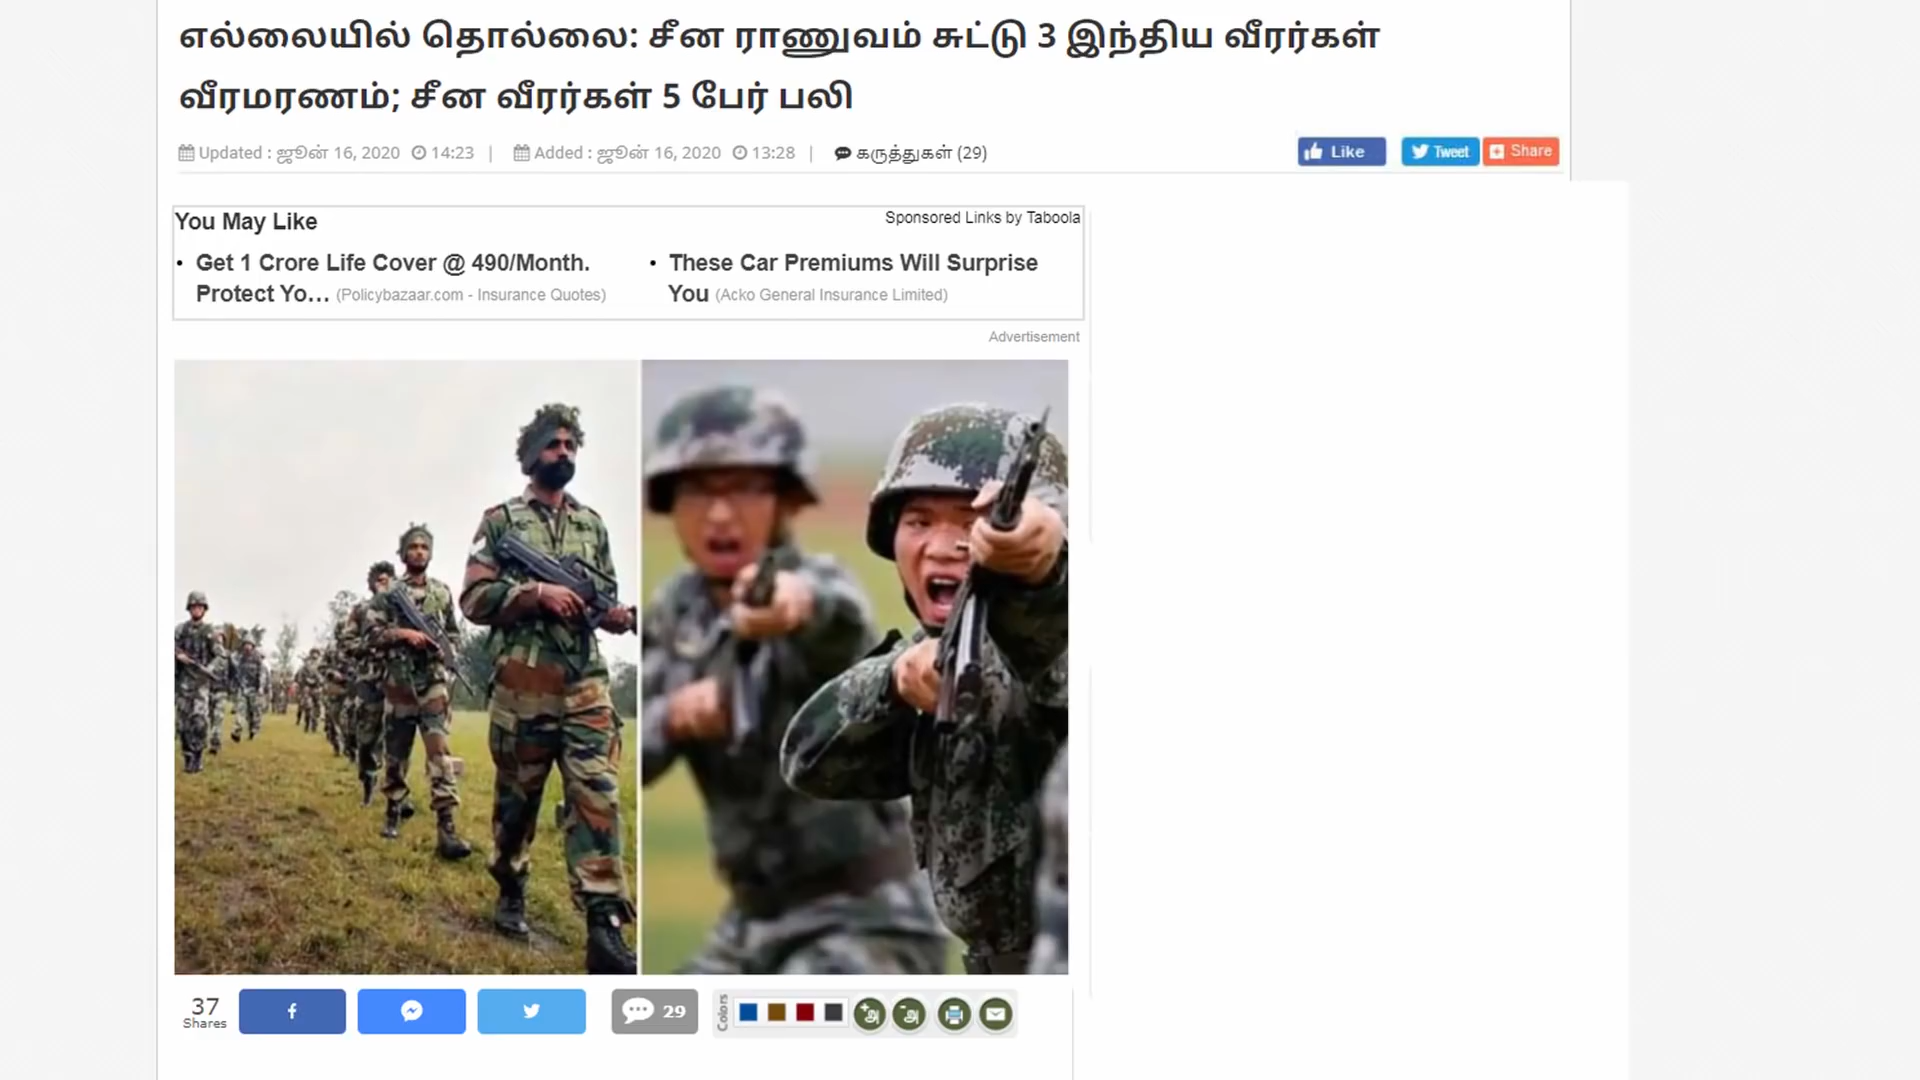 எல்லையில் தொல்லை: சீன ராணுவம் சுட்டு 3 இந்திய வீரர்கள்
வீரமரணம்; சீன வீரர்கள் 5 பேர் பலி
Updated : ஜூன் 16, 2020 14:23 | Added : ஜூன் 16, 2020 13:28 | கருத்துகள் (29)
Like Tweet Share
You May Like
Sponsored Links by Taboola
• Get 1 Crore Life Cover @ 490/Month.
Protect Yo... (Policybazaar.com - Insurance Quotes)
• These Car Premiums Will Surprise
You (Acko General Insurance Limited)
Advertisement
37
Shares
29
Colors
+அ -அ